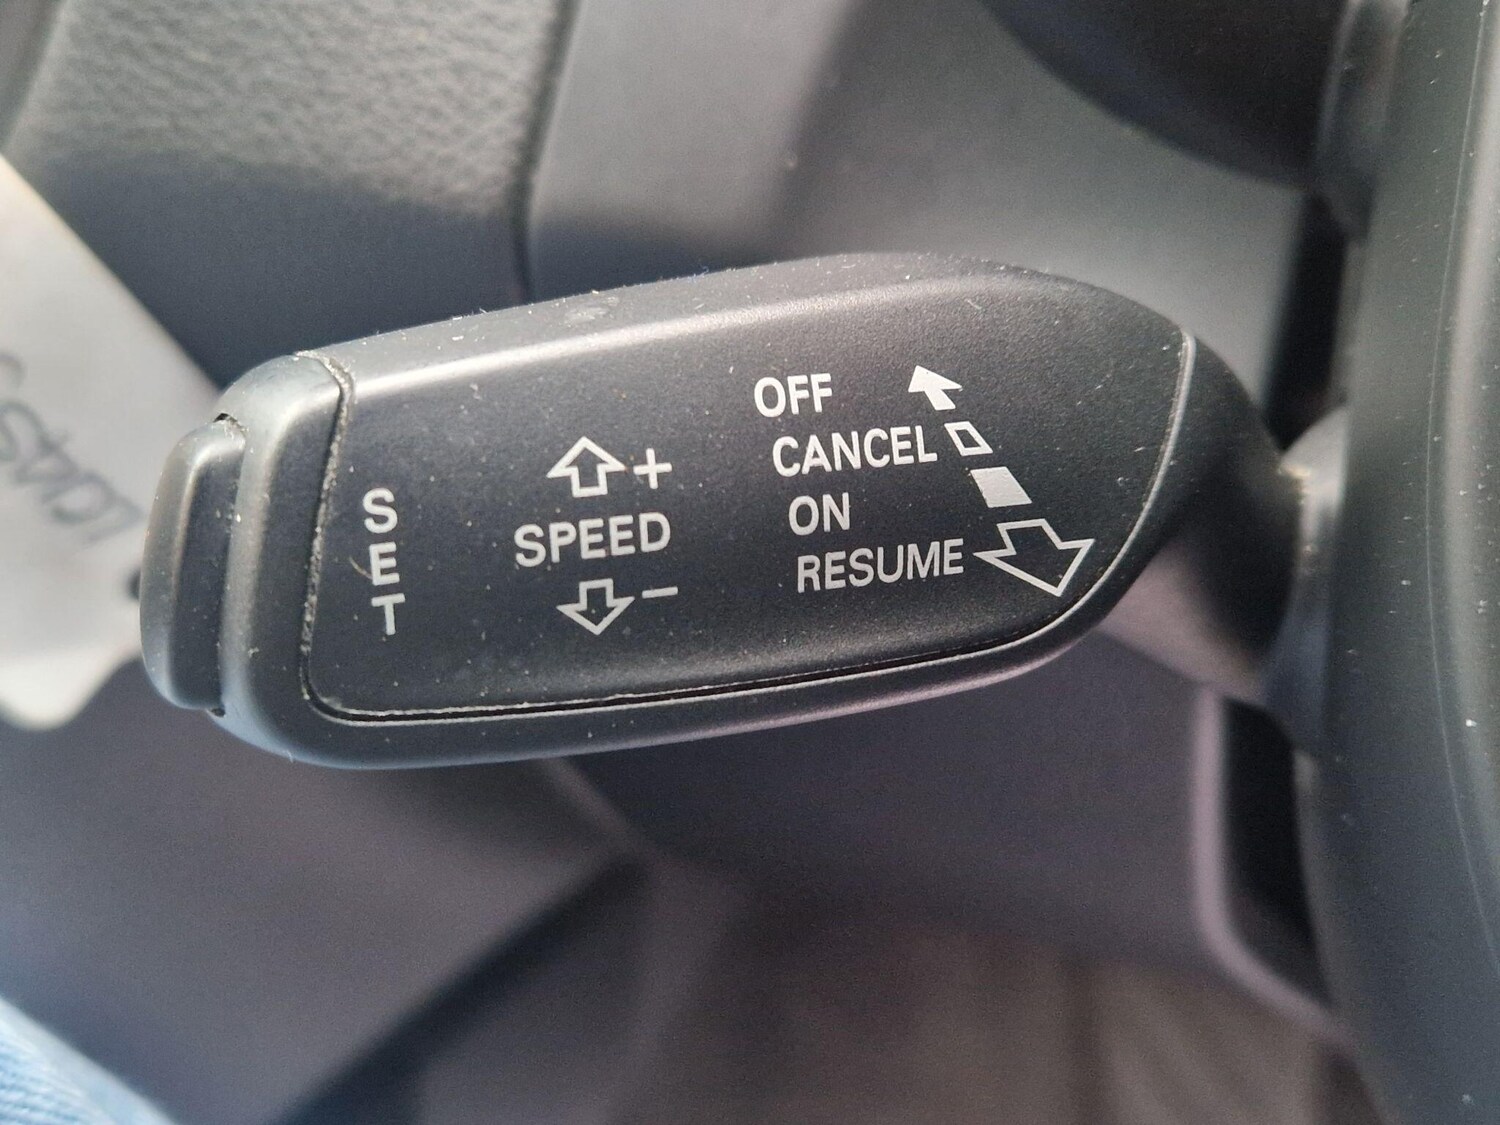 OFF
CANCEL
ON
RESUME
+
SPEED
−
SET